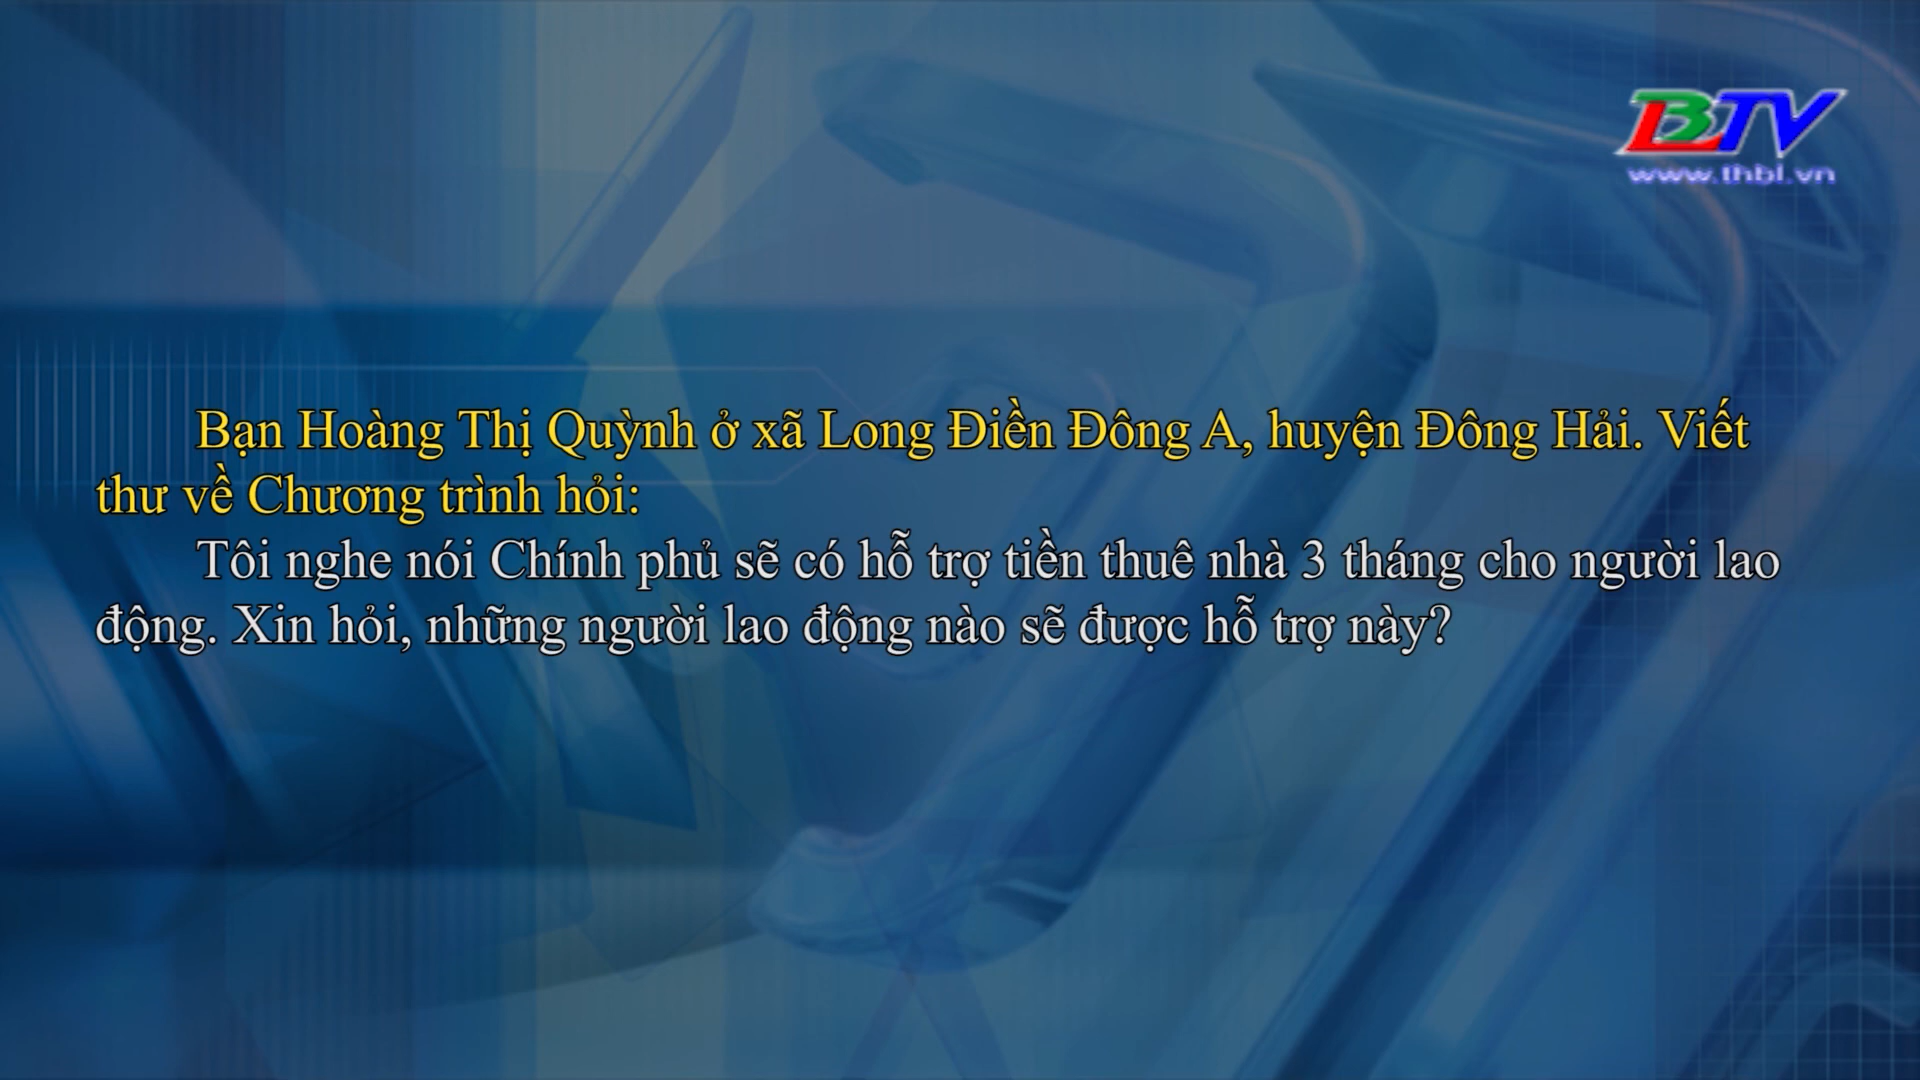 BTV
www.thbl.vn
Bạn Hoàng Thị Quỳnh ở xã Long Điền Đông A, huyện Đông Hải. Viết
thư về Chương trình hỏi:
Tôi nghe nói Chính phủ sẽ có hỗ trợ tiền thuê nhà 3 tháng cho người lao
động. Xin hỏi, những người lao động nào sẽ được hỗ trợ này?